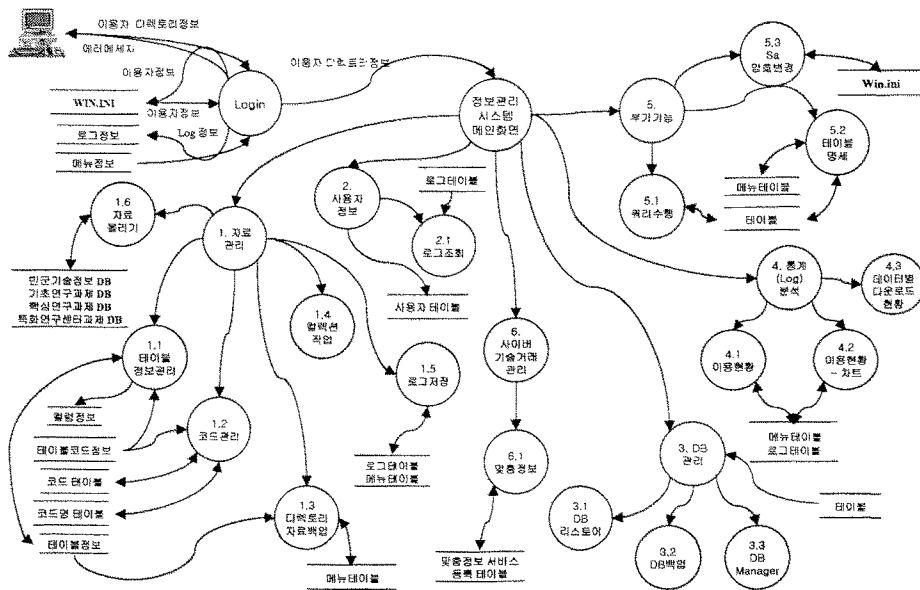 이용자 디렉토리정보
에러메세지
이용자정보
WIN.INI
이용자정보
로그정보
Log 정보
메뉴정보
Login
이용자 디렉토리정보
정보관리
시스템
메인화면
5.
부가기능
5.3
Sa
암호변경
Win.ini
5.2
테이블
명세
메뉴테이블
테이블
5.1
쿼리수행
1.6
자료
올리기
민군기술정보 DB
기초연구과제 DB
핵심연구과제 DB
특화연구센터과제 DB
1. 자료
관리
2.
사용자
정보
로그테이블
2.1
로그조회
사용자 테이블
1.4
컬렉션
작업
1.5
로그저장
로그테이블
메뉴테이블
6.
사이버
기술거래
관리
6.1
맞춤정보
맞춤정보 서비스
등록 테이블
4. 통계
(Log)
분석
4.3
데이터별
다운로드
현황
4.1
이용현황
4.2
이용현황
- 차트
메뉴테이블
로그테이블
1.1
테이블
정보관리
컬럼정보
테이블코드정보
코드 테이블
코드명 테이블
테이블정보
1.2
코드관리
1.3
디렉토리
자료백업
메뉴테이블
3. DB
관리
테이블
3.1
DB
리스토어
3.2
DB백업
3.3
DB
Manager